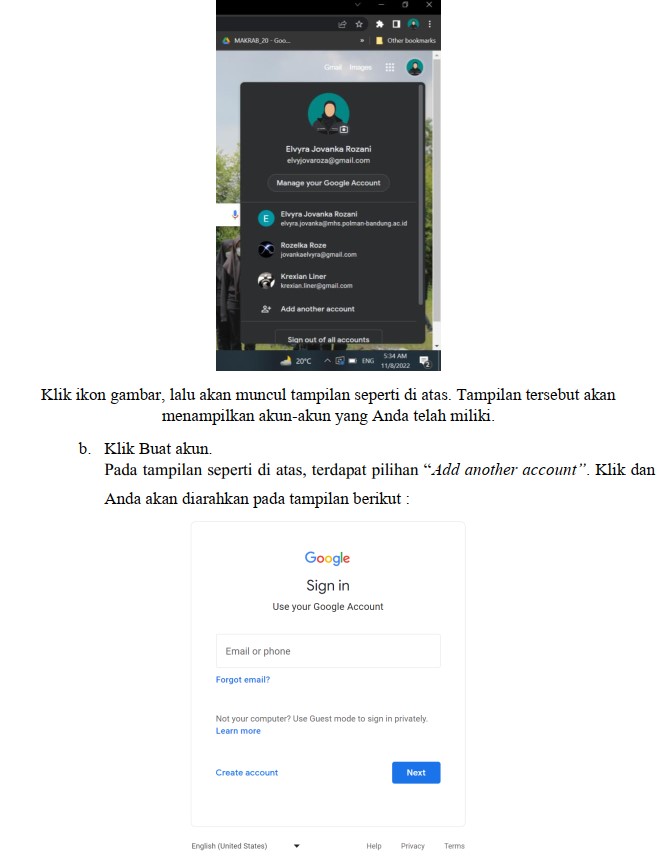 MAKRAB_20 - Goo...
» Other bookmarks
Gmail Images
Elvyra Jovanka Rozani
elvyjovaroza@gmail.com
Manage your Google Account
E
Elvyra Jovanka Rozani
elvyra.jovanka@mhs.polman-bandung.ac.id
Rozelka Roze
jovankaelvyra@gmail.com
Krexian Liner
krexian.liner@gmail.com
Add another account
Sign out of all accounts
20°C ENG 5:34 AM
11/8/2022 2
Klik ikon gambar, lalu akan muncul tampilan seperti di atas. Tampilan tersebut akan
menampilkan akun-akun yang Anda telah miliki.
b. Klik Buat akun.
Pada tampilan seperti di atas, terdapat pilihan “Add another account”. Klik dan
Anda akan diarahkan pada tampilan berikut :
Google
Sign in
Use your Google Account
Email or phone
Forgot email?
Not your computer? Use Guest mode to sign in privately.
Learn more
Create account Next
English (United States) Help Privacy Terms